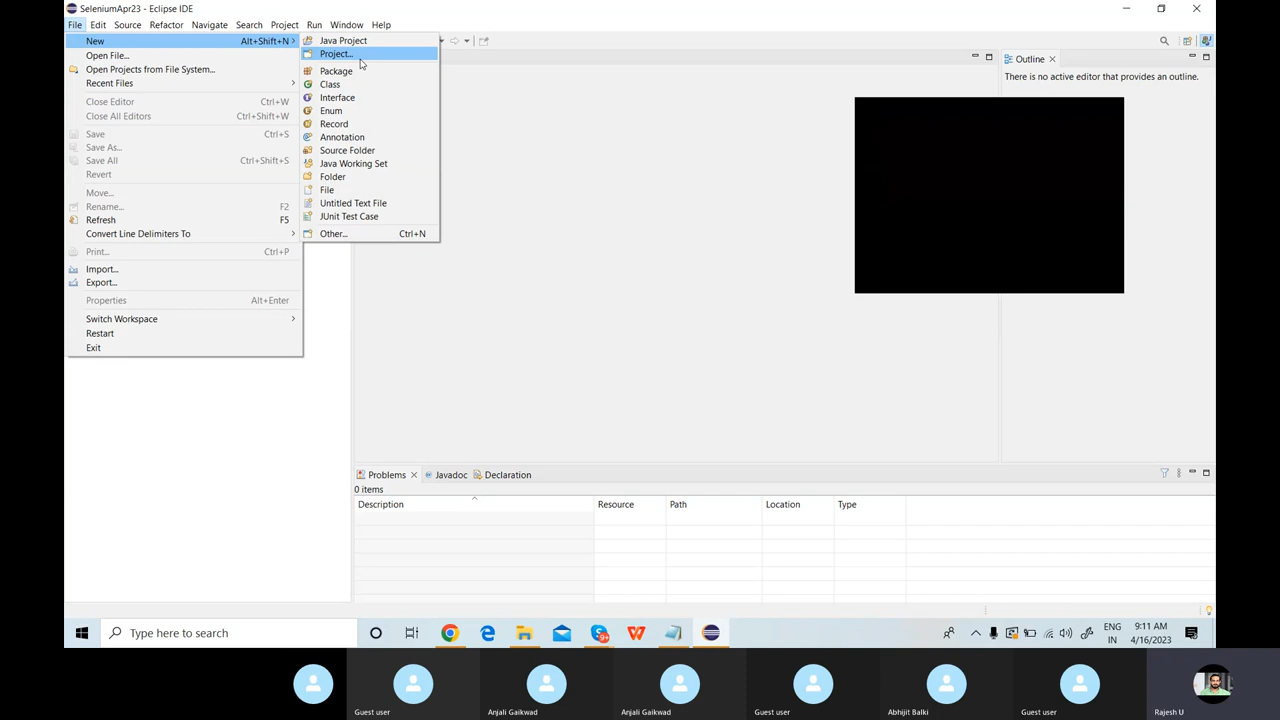 SeleniumApr23 - Eclipse IDE
File Edit Source Refactor Navigate Search Project Run Window Help
New Alt+Shift+N
Open File...
Open Projects from File System...
Recent Files
Close Editor Ctrl+W
Close All Editors Ctrl+Shift+W
Save Ctrl+S
Save As...
Save All Ctrl+Shift+S
Revert
Move...
Rename... F2
Refresh F5
Convert Line Delimiters To
Print... Ctrl+P
Import...
Export...
Properties Alt+Enter
Switch Workspace
Restart
Exit
Java Project
Project...
Package
Class
Interface
Enum
Record
Annotation
Source Folder
Java Working Set
Folder
File
Untitled Text File
JUnit Test Case
Other... Ctrl+N
Outline
There is no active editor that provides an outline.
Problems Javadoc Declaration
0 items
Description Resource Path Location Type
Type here to search
ENG
IN
9:11 AM
4/16/2023
Guest user Anjali Gaikwad Anjali Gaikwad Guest user Abhijit Balki Guest user Rajesh U